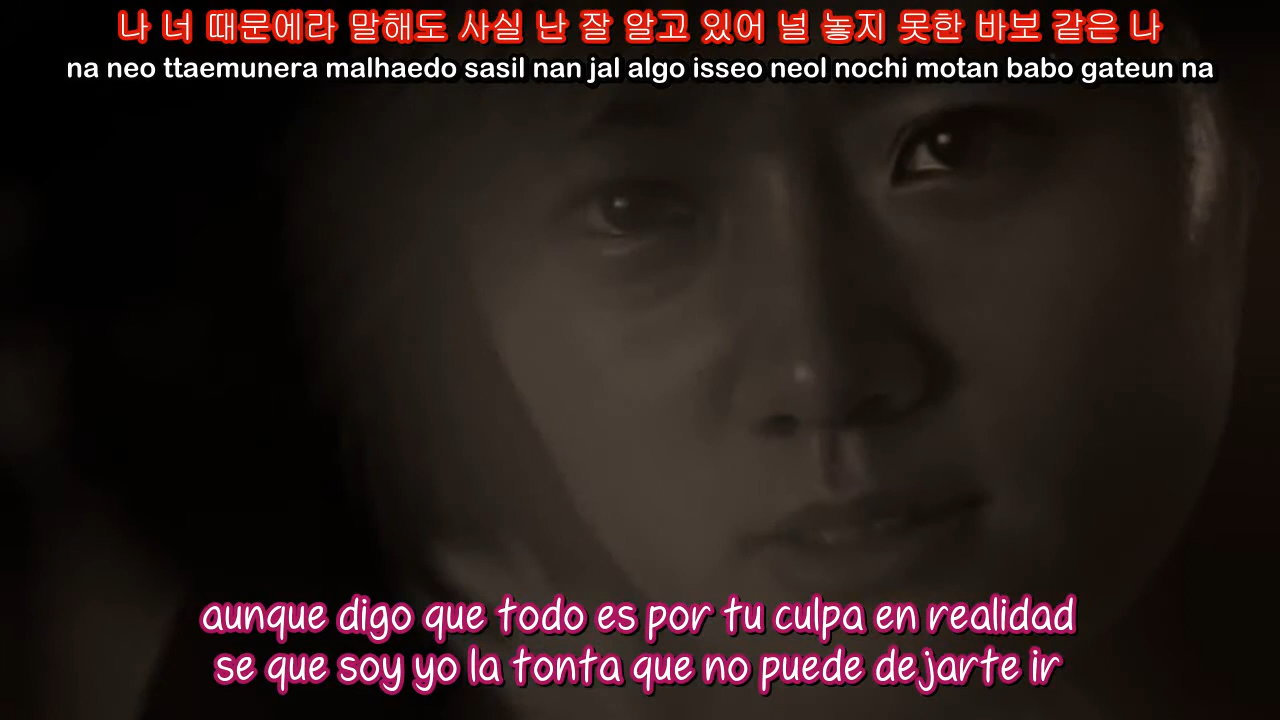 나 너 때문에라 말해도 사실 난 잘 알고 있어 널 놓지 못한 바보 같은 나
na neo ttaemunera malhaedo sasil nan jal algo isseo neol nochi motan babo gateun na
aunque digo que todo es por tu culpa en realidad
se que soy yo la tonta que no puede dejarte ir